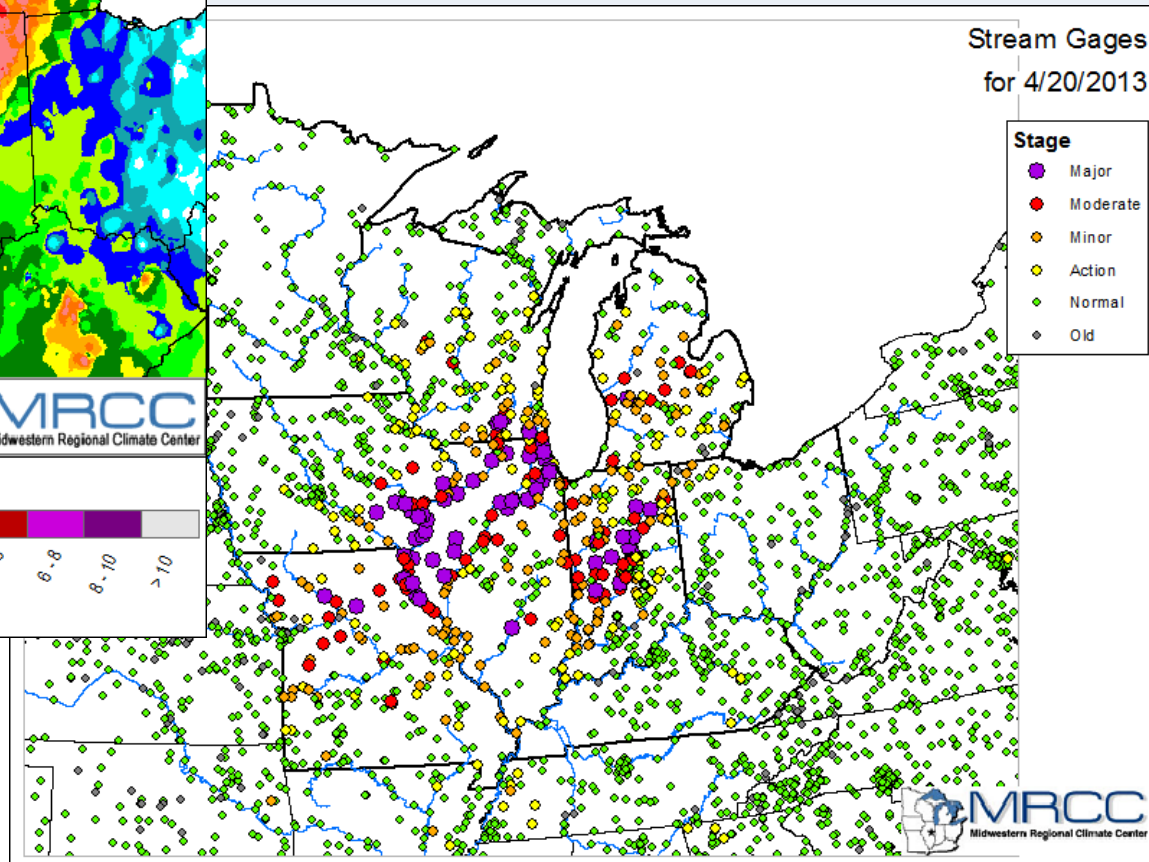 Stream Gages
for 4/20/2013
Stage
Major
Moderate
Minor
Action
Normal
Old
MRCC
Midwestern Regional Climate Center
6 - 8
8 - 10
> 10
MRCC
Midwestern Regional Climate Center